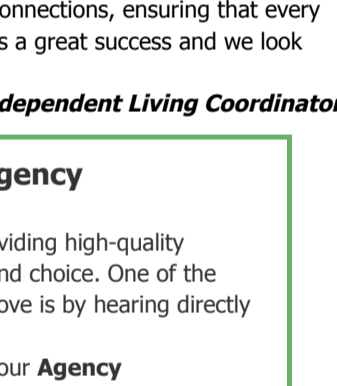 onnections, ensuring that every
s a great success and we look
dependent Living Coordinator
gency
viding high-quality
nd choice. One of the
ove is by hearing directly
our Agency